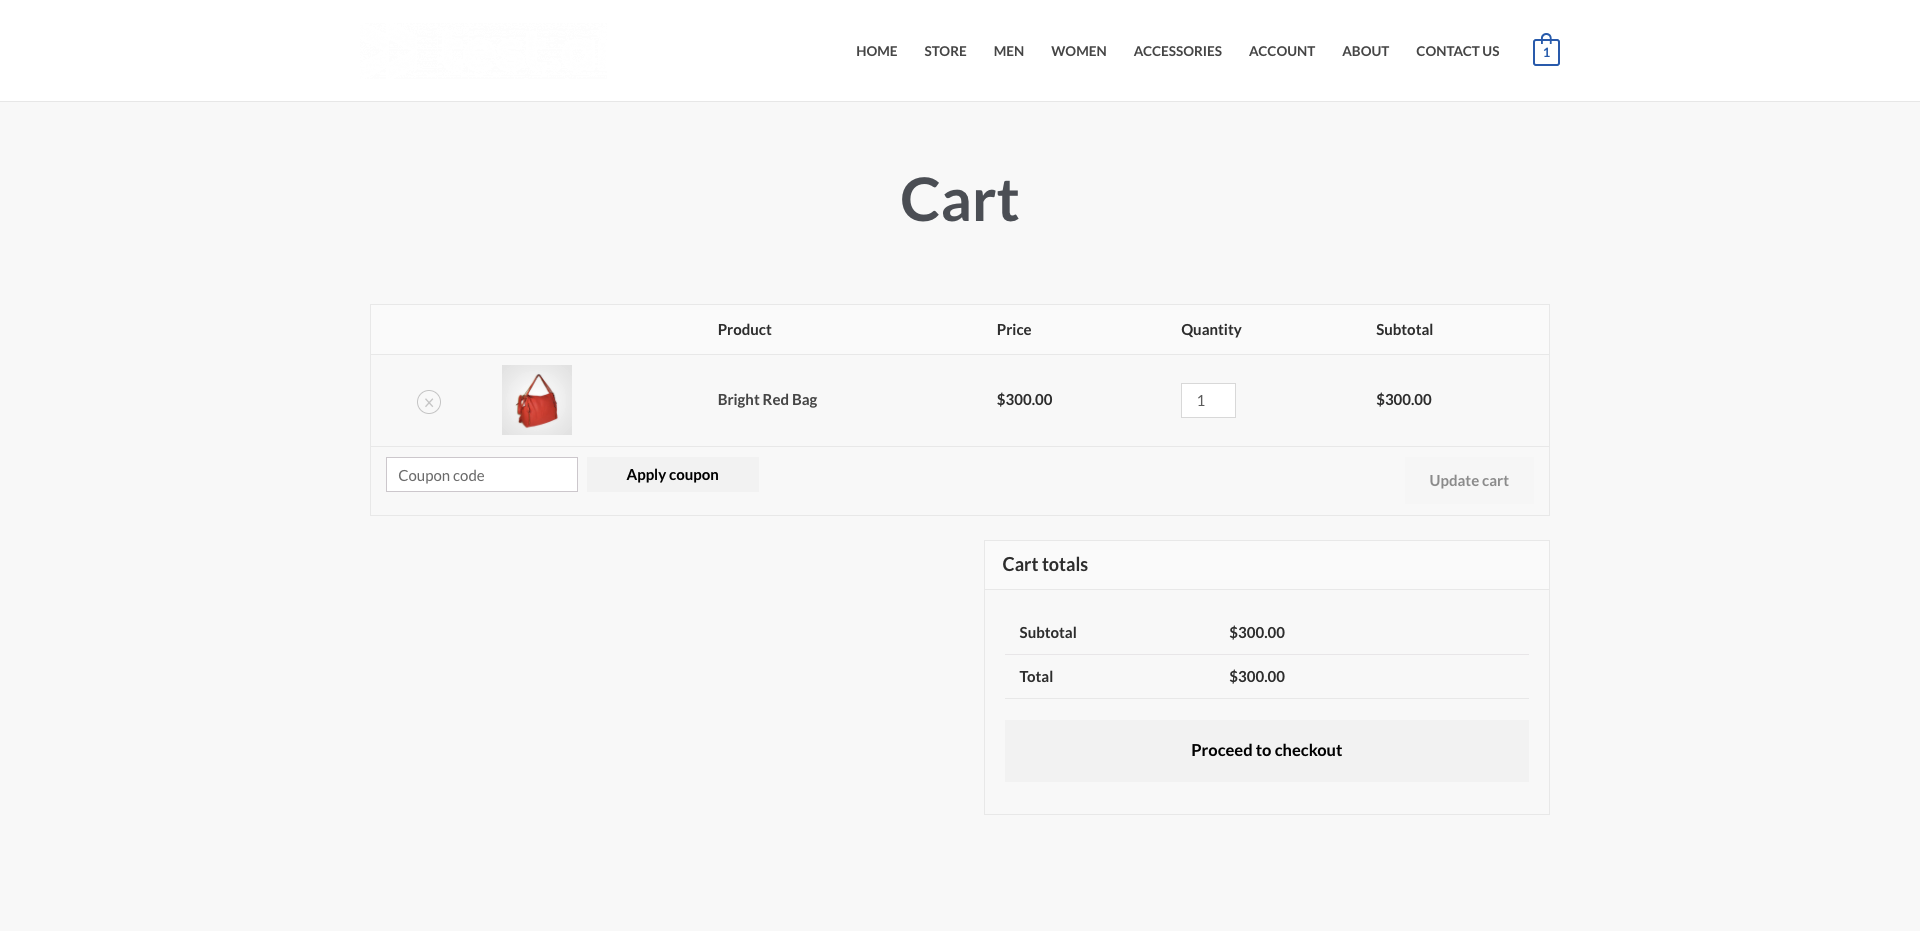 HOME STORE MEN WOMEN ACCESSORIES ACCOUNT ABOUT CONTACT US 1
Cart
Product Price Quantity Subtotal
× Bright Red Bag $300.00 1 $300.00
Coupon code Apply coupon Update cart
Cart totals
Subtotal $300.00
Total $300.00
Proceed to checkout